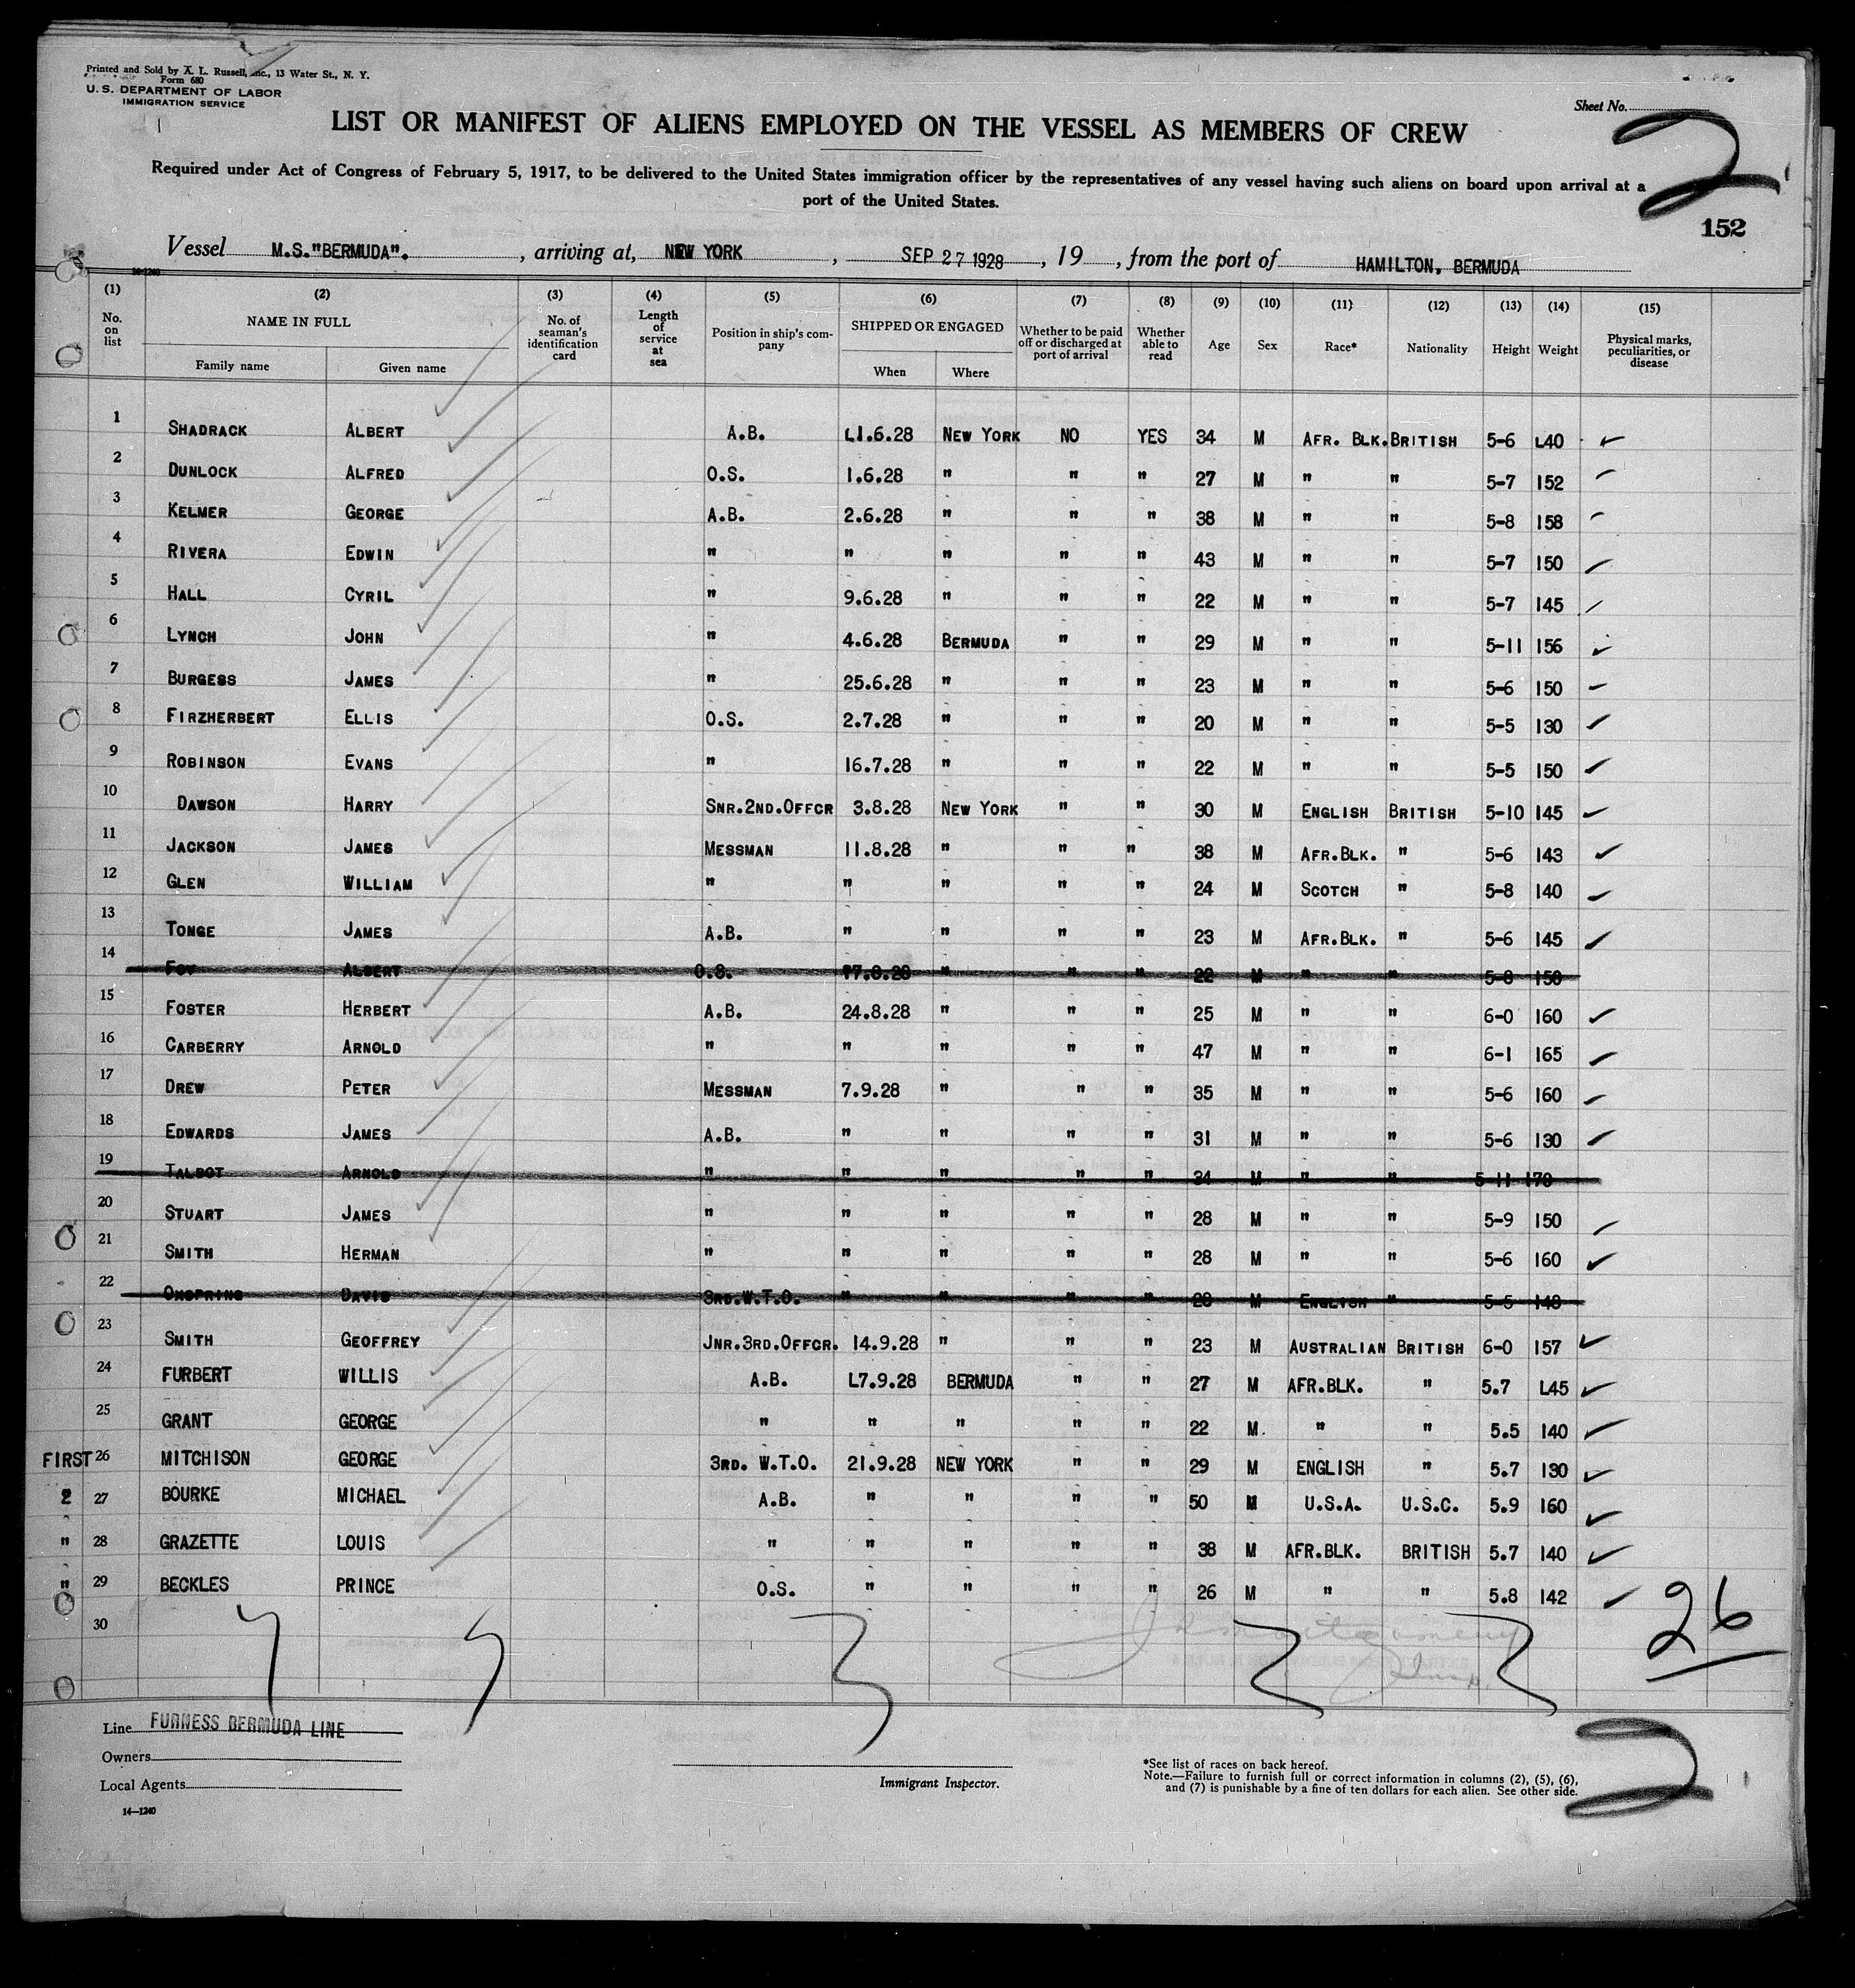 Printed and Sold by A. L. Russell, Inc., 13 Water St., N. Y.
Form 680
U. S. DEPARTMENT OF LABOR
IMMIGRATION SERVICE
Sheet No.
2
LIST OR MANIFEST OF ALIENS EMPLOYED ON THE VESSEL AS MEMBERS OF CREW
Required under Act of Congress of February 5, 1917, to be delivered to the United States immigration officer by the representatives of any vessel having such aliens on board upon arrival at a
port of the United States.
152
Vessel M.S."BERMUDA". , arriving at, NEW YORK , SEP 27 1928 , 19 , from the port of HAMILTON, BERMUDA
14-1240
(1) (2) (3) (4) (5) (6) (7) (8) (9) (10) (11) (12) (13) (14) (15)
No. on list NAME IN FULL Family name Given name No. of seaman's identification card Length of service at sea Position in ship's company SHIPPED OR ENGAGED When Where Whether to be paid off or discharged at port of arrival Whether able to read Age Sex Race* Nationality Height Weight Physical marks, peculiarities, or disease
1 SHADRACK ALBERT A.B. L1.6.28 NEW YORK NO YES 34 M AFR. BLK. BRITISH 5-6 L40
2 DUNLOCK ALFRED O.S. 1.6.28 " " " 27 M " " 5-7 152
3 KELMER GEORGE A.B. 2.6.28 " " " 38 M " " 5-8 158
4 RIVERA EDWIN " " " " " 43 M " " 5-7 150
5 HALL CYRIL " 9.6.28 " " " 22 M " " 5-7 145
6 LYNCH JOHN " 4.6.28 BERMUDA " " 29 M " " 5-11 156
7 BURGESS JAMES " 25.6.28 " " " 23 M " " 5-6 150
8 FIRZHERBERT ELLIS O.S. 2.7.28 " " " 20 M " " 5-5 130
9 ROBINSON EVANS " 16.7.28 " " " 22 M " " 5-5 150
10 DAWSON HARRY SNR.2ND.OFFCR 3.8.28 NEW YORK " " 30 M ENGLISH BRITISH 5-10 145
11 JACKSON JAMES MESSMAN 11.8.28 " " " 38 M AFR.BLK. " 5-6 143
12 GLEN WILLIAM " " " " " 24 M SCOTCH " 5-8 140
13 TONGE JAMES A.B. " " " " 23 M AFR.BLK. " 5-6 145
14 FOY ALBERT O.S. " " " 22 M " " 5-8 150
15 FOSTER HERBERT A.B. 24.8.28 " " " 25 M " " 6-0 160
16 CARBERRY ARNOLD " " " " " 47 M " " 6-1 165
17 DREW PETER MESSMAN 7.9.28 " " " 35 M " " 5-6 160
18 EDWARDS JAMES A.B. " " " " 31 M " " 5-6 130
19 TALBOT ARNOLD " " " " " 34 M " " 5-11 170
20 STUART JAMES " " " " " 28 M " " 5-9 150
21 SMITH HERMAN " " " " " 28 M " " 5-6 160
22 DAVID 3RD.W.T.O. " " " " M ENGLISH " 5-5 140
23 SMITH GEOFFREY JNR.3RD.OFFCR. 14.9.28 " " " 23 M AUSTRALIAN BRITISH 6-0 157
24 FURBERT WILLIS A.B. L7.9.28 BERMUDA " " 27 M AFR.BLK. " 5.7 L45
25 GRANT GEORGE " " " " " 22 M. " " 5.5 140
FIRST 26 MITCHISON GEORGE 3RD. W.T.O. 21.9.28 NEW YORK " " 29 M ENGLISH " 5.7 130
2 27 BOURKE MICHAEL A.B. " " " " 50 M U.S.A. U.S.C. 5.9 160
" 28 GRAZETTE LOUIS " " " " " 38 M AFR.BLK. BRITISH 5.7 140
" 29 BECKLES PRINCE O.S. " " " " 26 M " " 5.8 142
30
26
Line FURNESS BERMUDA LINE
Owners
Local Agents
14—1240
Immigrant Inspector.
*See list of races on back hereof.
Note.—Failure to furnish full or correct information in columns (2), (5), (6),
and (7) is punishable by a fine of ten dollars for each alien. See other side.
2